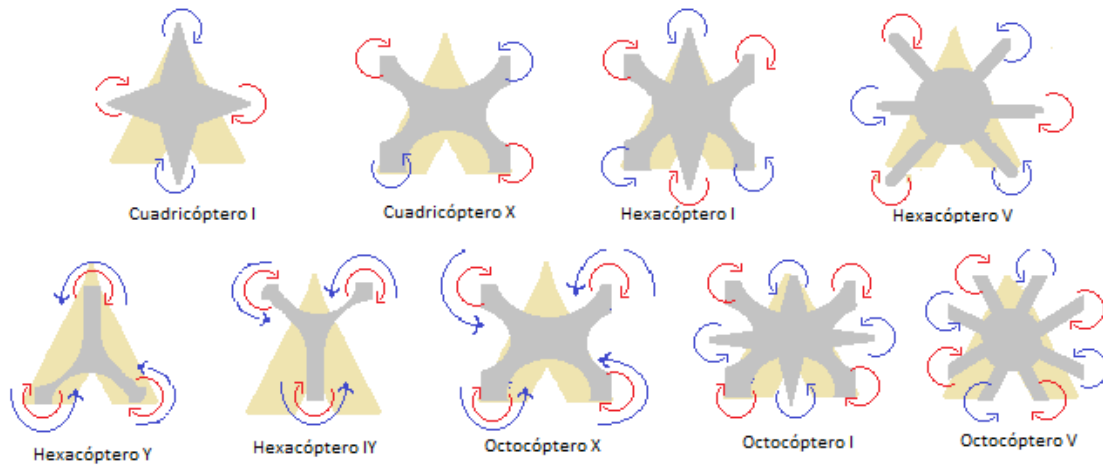 Cuadricóptero I
Cuadricóptero X
Hexacóptero I
Hexacóptero V
Hexacóptero Y
Hexacóptero IY
Octocóptero X
Octocóptero I
Octocóptero V